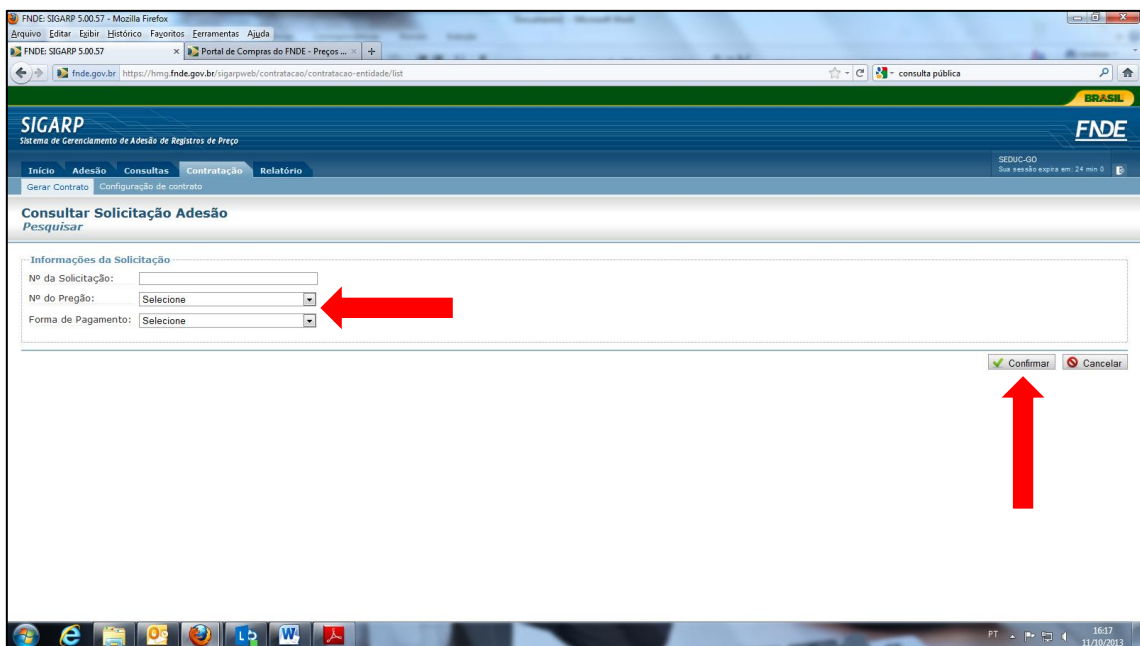 FNDE: SIGARP 5.00.57 - Mozilla Firefox
Arquivo Editar Exibir Histórico Favoritos Ferramentas Ajuda
FNDE: SIGARP 5.00.57 × Portal de Compras do FNDE - Preços ... × +
fnde.gov.br https://hmg.fnde.gov.br/sigarpweb/contratacao/contratacao-entidade/list consulta pública
BRASIL
SIGARP FNDE
Sistema de Gerenciamento de Adesão de Registros de Preço
SEDUC-GO
Início Adesão Consultas Contratação Relatório Sua sessão expira em: 24 min 0
Gerar Contrato Configuração de contrato
Consultar Solicitação Adesão
Pesquisar
Informações da Solicitação
Nº da Solicitação:
Nº do Pregão: Selecione
Forma de Pagamento: Selecione
Confirmar Cancelar
PT 16:17
11/10/2013